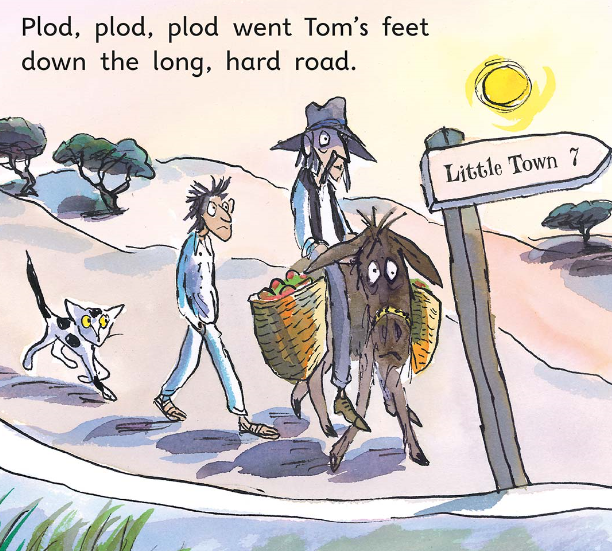 Plod, plod, plod went Tom's feet
down the long, hard road.
Little Town 7